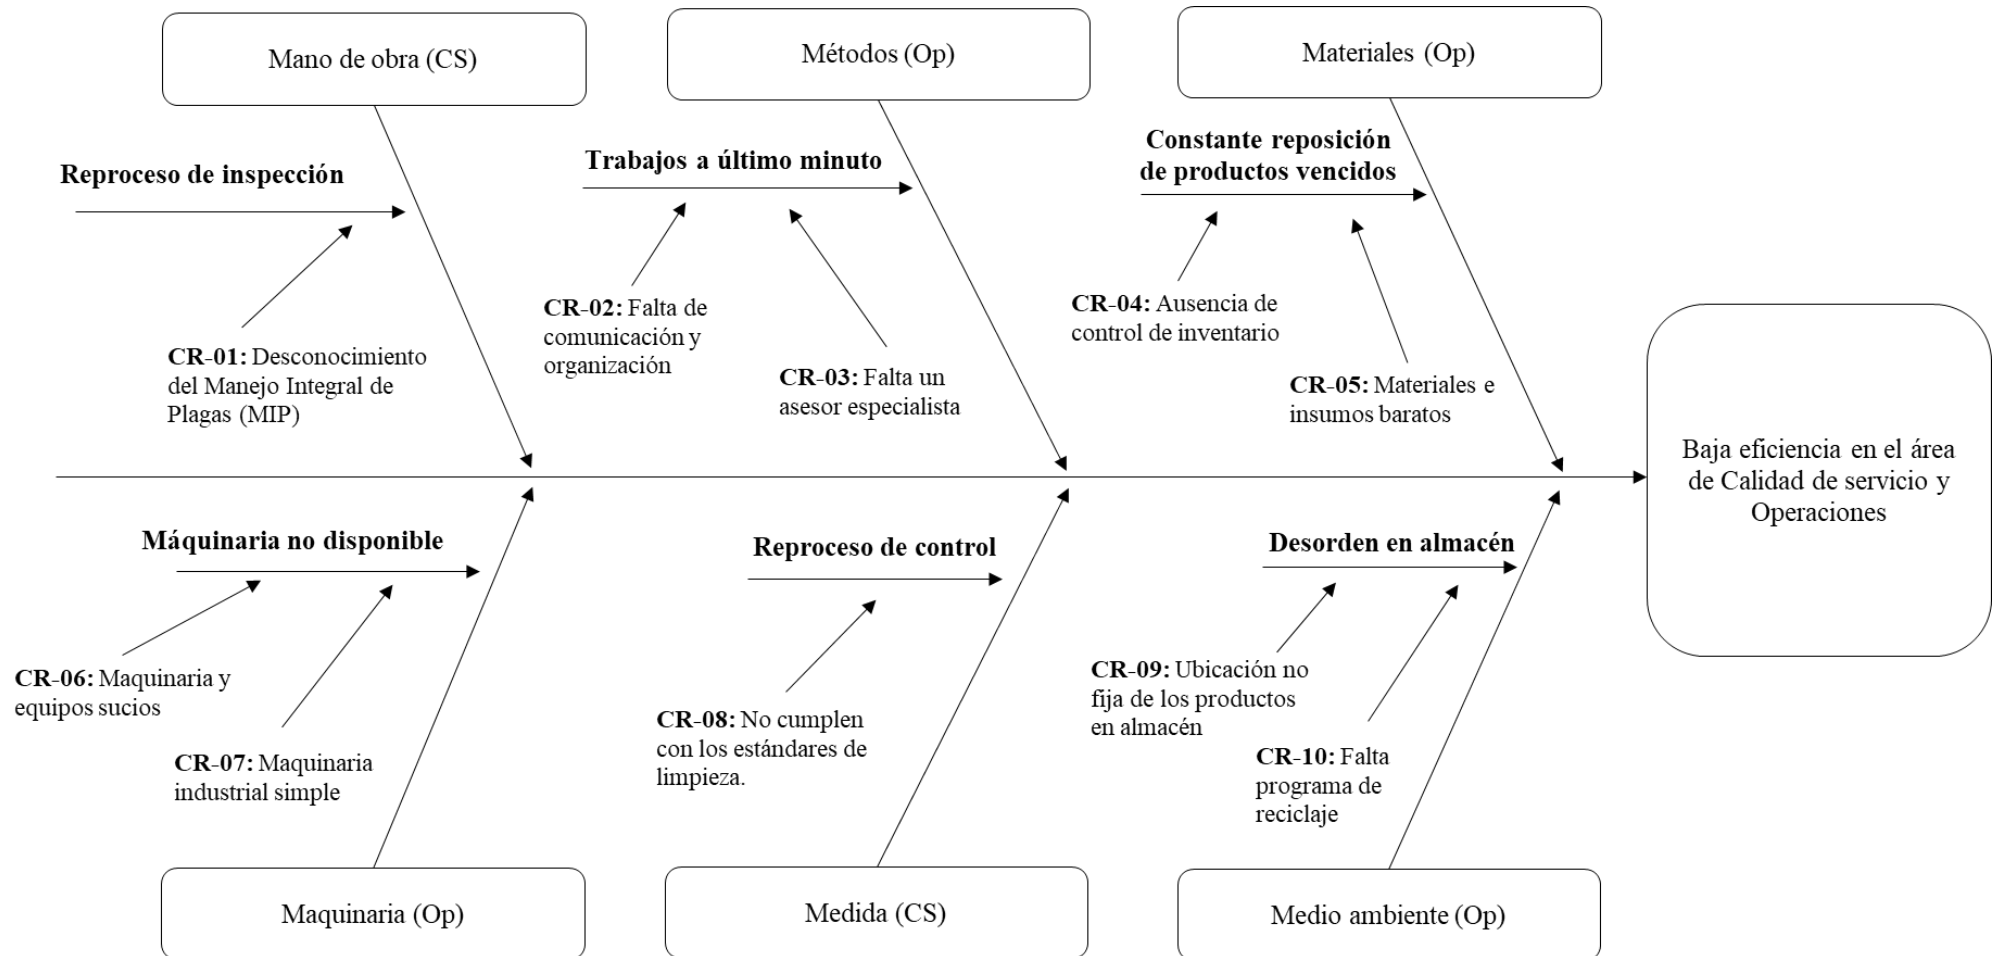 Mano de obra (CS)
Métodos (Op)
Materiales (Op)
Reproceso de inspección
Trabajos a último minuto
Constante reposición
de productos vencidos
CR-01: Desconocimiento
del Manejo Integral de
Plagas (MIP)
CR-02: Falta de
comunicación y
organización
CR-03: Falta un
asesor especialista
CR-04: Ausencia de
control de inventario
CR-05: Materiales e
insumos baratos
Baja eficiencia en el área
de Calidad de servicio y
Operaciones
Máquinaria no disponible
Reproceso de control
Desorden en almacén
CR-06: Maquinaria y
equipos sucios
CR-07: Maquinaria
industrial simple
CR-08: No cumplen
con los estándares de
limpieza.
CR-09: Ubicación no
fija de los productos
en almacén
CR-10: Falta
programa de
reciclaje
Maquinaria (Op)
Medida (CS)
Medio ambiente (Op)